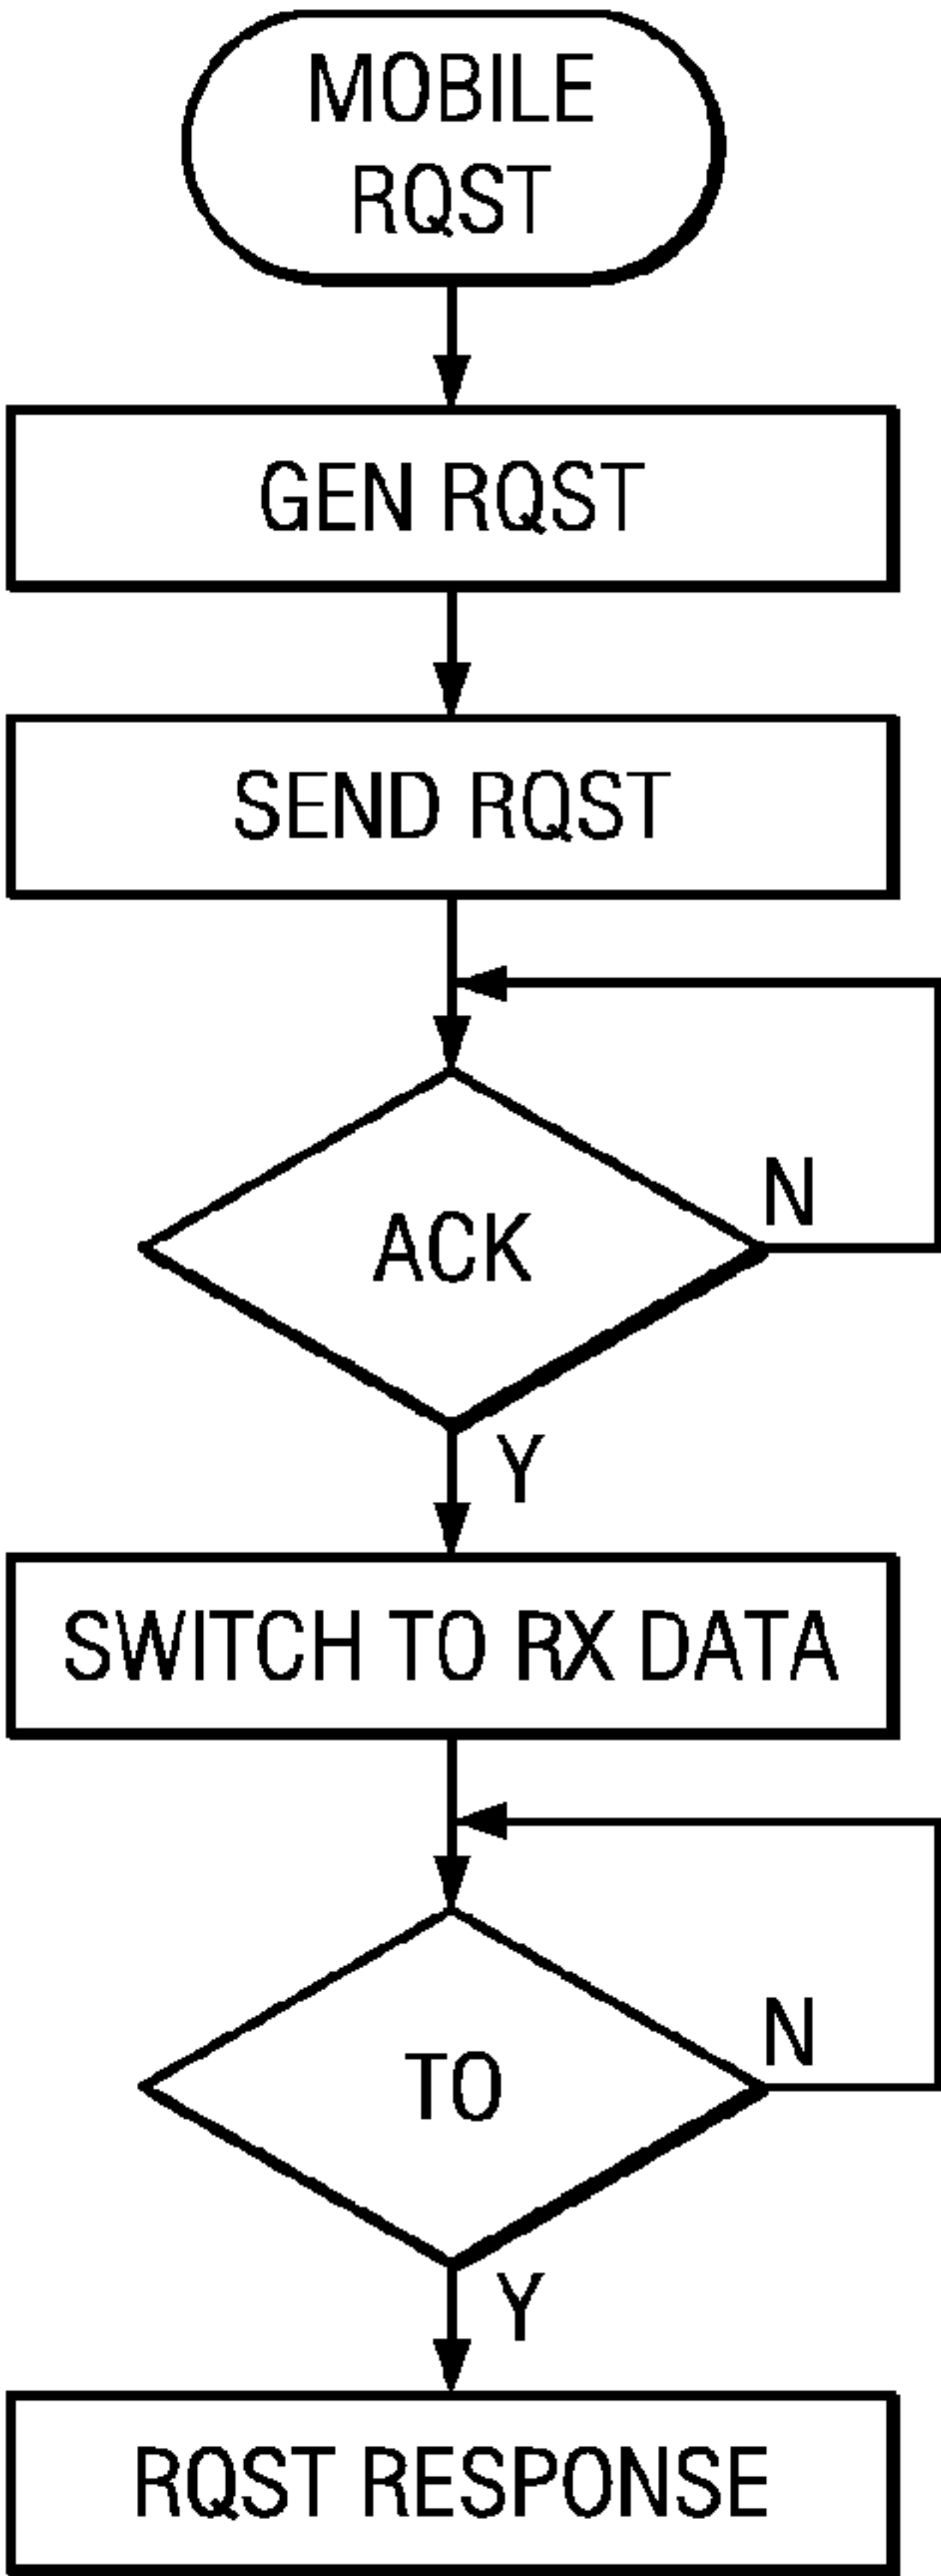 MOBILE
RQST
GEN RQST
SEND RQST
ACK
N
Y
SWITCH TO RX DATA
TO
N
Y
RQST RESPONSE